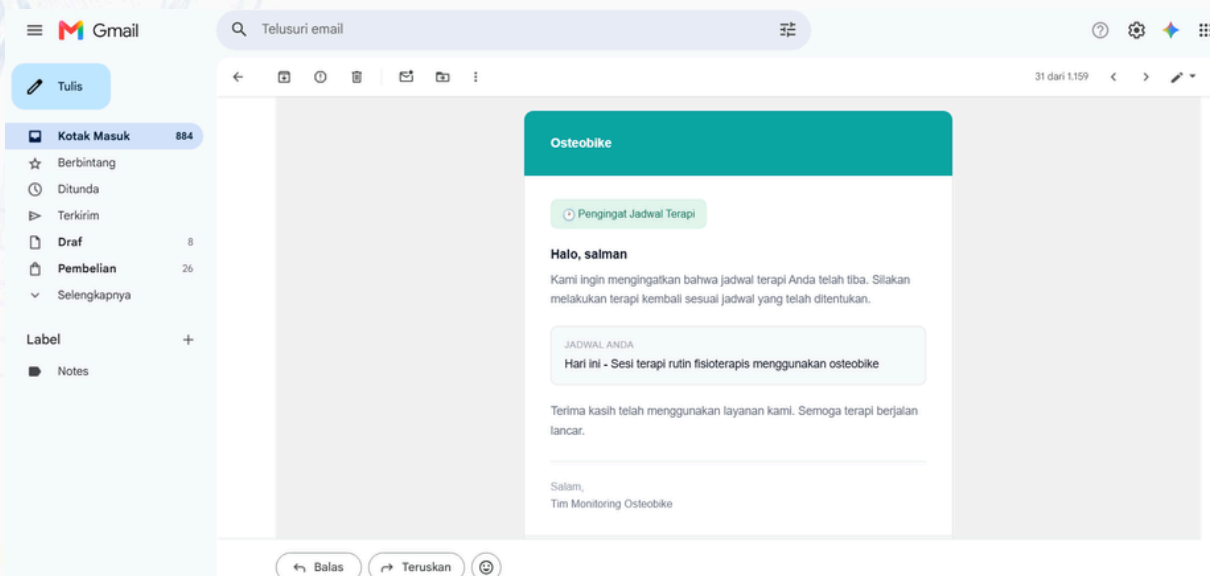 Gmail
Telusuri email
Tulis
31 dari 1.159
Kotak Masuk 884
Berbintang
Ditunda
Terkirim
Draf 8
Pembelian 26
Selengkapnya
Label
Notes
Osteobike
Pengingat Jadwal Terapi
Halo, salman
Kami ingin mengingatkan bahwa jadwal terapi Anda telah tiba. Silakan
melakukan terapi kembali sesuai jadwal yang telah ditentukan.
JADWAL ANDA
Hari ini - Sesi terapi rutin fisioterapis menggunakan osteobike
Terima kasih telah menggunakan layanan kami. Semoga terapi berjalan
lancar.
Salam,
Tim Monitoring Osteobike
Balas
Teruskan